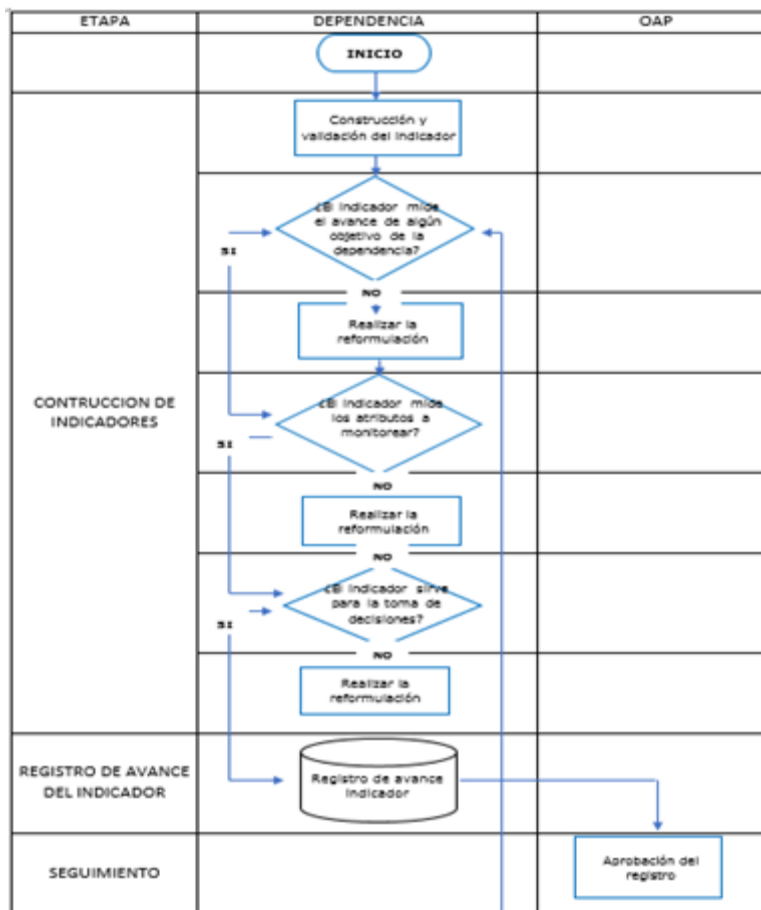 ETAPA
DEPENDENCIA
OAP
INICIO
Construcción y
validación del indicador
¿El indicador mide
el avance de algún
objetivo de la
dependencia?
SI
NO
Realizar la
reformulación
CONTRUCCION DE
INDICADORES
¿El indicador mide
los atributos a
monitorear?
SI
NO
Realizar la
reformulación
NO
¿El indicador sirve
para la toma de
decisiones?
SI
NO
Realizar la
reformulación
REGISTRO DE AVANCE
DEL INDICADOR
Registro de avance
indicador
SEGUIMIENTO
Aprobación del
registro